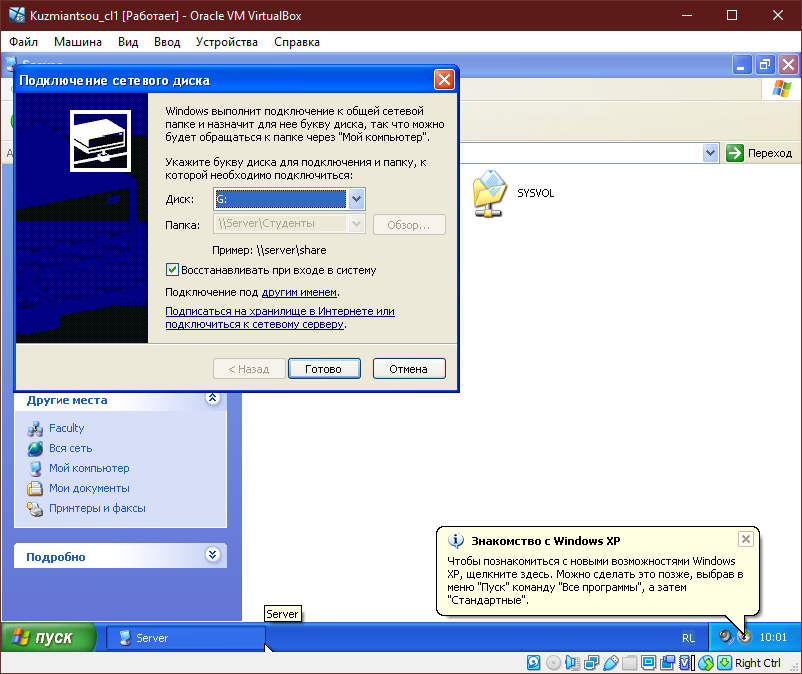 Kuzmiantsou_cl1 [Работает] - Oracle VM VirtualBox
Файл Машина Вид Ввод Устройства Справка
Подключение сетевого диска
Windows выполнит подключение к общей сетевой
папке и назначит для нее букву диска, так что можно
будет обращаться к папке через "Мой компьютер".
Укажите букву диска для подключения и папку, к
которой необходимо подключиться:
Диск: G:
Папка: \\Server\Студенты Обзор...
Пример: \\server\share
Восстанавливать при входе в систему
Подключение под другим именем.
Подписаться на хранилище в Интернете или
подключиться к сетевому серверу.
< Назад Готово Отмена
Переход
SYSVOL
Другие места
Faculty
Вся сеть
Мой компьютер
Мои документы
Принтеры и факсы
Подробно
Знакомство с Windows XP
Чтобы познакомиться с новыми возможностями Windows
XP, щелкните здесь. Можно сделать это позже, выбрав в
меню "Пуск" команду "Все программы", а затем
"Стандартные".
Server
пуск Server RL 10:01
Right Ctrl